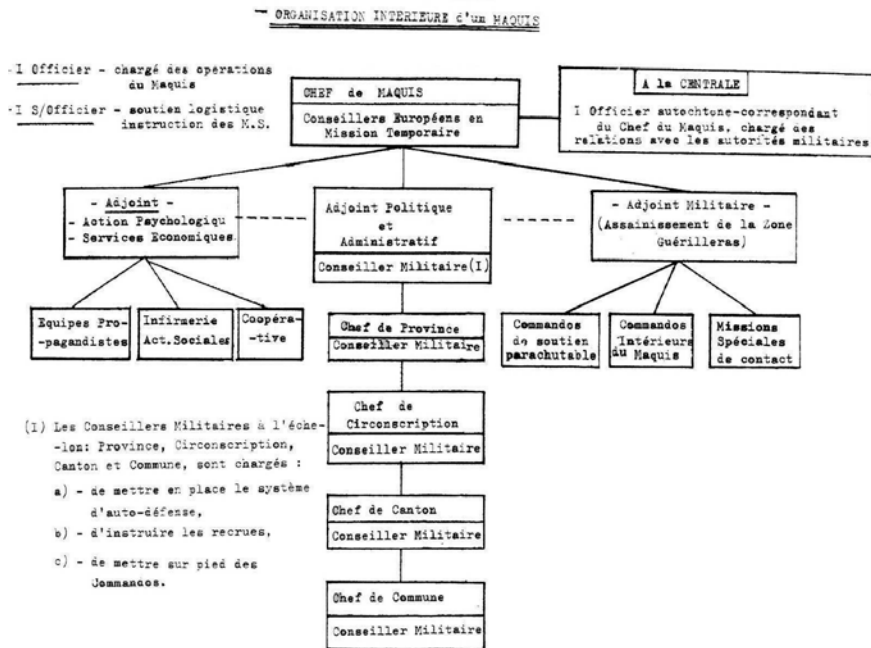 ORGANISATION INTERIEURE d'un MAQUIS
- I Officier - chargé des opérations
du Maquis
- I S/Officier - soutien logistique
instruction des M.S.
CHEF de MAQUIS
Conseillers Européens en
Mission Temporaire
A la CENTRALE
I Officier autochtone-correspondant
du Chef du Maquis, chargé des
relations avec les autorités militaires
- Adjoint -
- Action Psychologiqu
- Services Economiques
Adjoint Politique
et
Administratif
Conseiller Militaire(I)
- Adjoint Militaire -
(Assainissement de la Zone
Guérilleras)
Equipes Pro-
pagandistes
Infirmerie
Act.Sociales
Coopéra-
-tive
Chef de Province
Conseiller Militaire
Commandos
de soutien
parachutable
Commandos
Intérieurs
du Maquis
Missions
Spéciales
de contact
Chef de
Circonscription
Conseiller Militaire
(I) Les Conseillers Militaires à l'éche-
-lon: Province, Circonscription,
Canton et Commune, sont chargés :
a) - de mettre en place le système
d'auto-défense,
b) - d'instruire les recrues,
c) - de mettre sur pied des
Commandos.
Chef de Canton
Conseiller Militaire
Chef de Commune
Conseiller Militaire